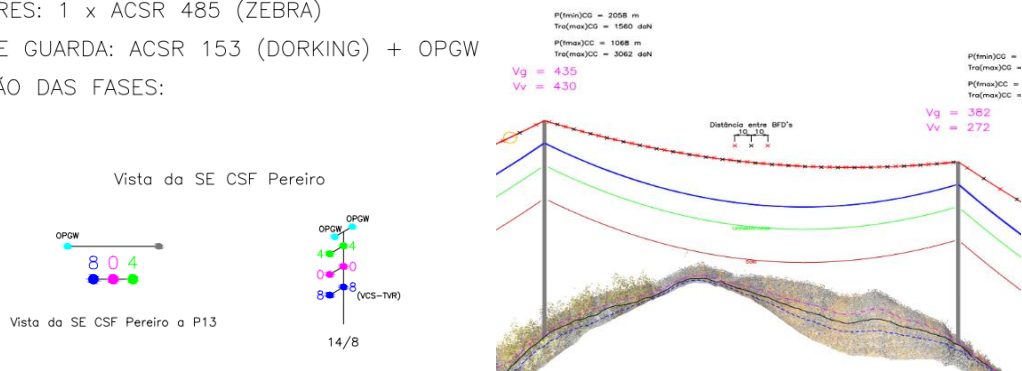 RES: 1 x ACSR 485 (ZEBRA)
E GUARDA: ACSR 153 (DORKING) + OPGW
ÃO DAS FASES:
Vista da SE CSF Pereiro
OPGW
8 0 4
Vista da SE CSF Pereiro a P13
OPGW
OPGW
4 4
0 0
8 8 (VCS-TVR)
14/8
P(fmin)CG = 2058 m
Tra(max)CG = 1560 daN
P(fmax)CC = 1068 m
Tra(max)CC = 3062 daN
Vg = 435
Vv = 430
Distância entre BFD's
10 10
P(fmin)CG =
Tra(max)CG =
P(fmax)CC =
Tra(max)CC =
Vg = 382
Vv = 272